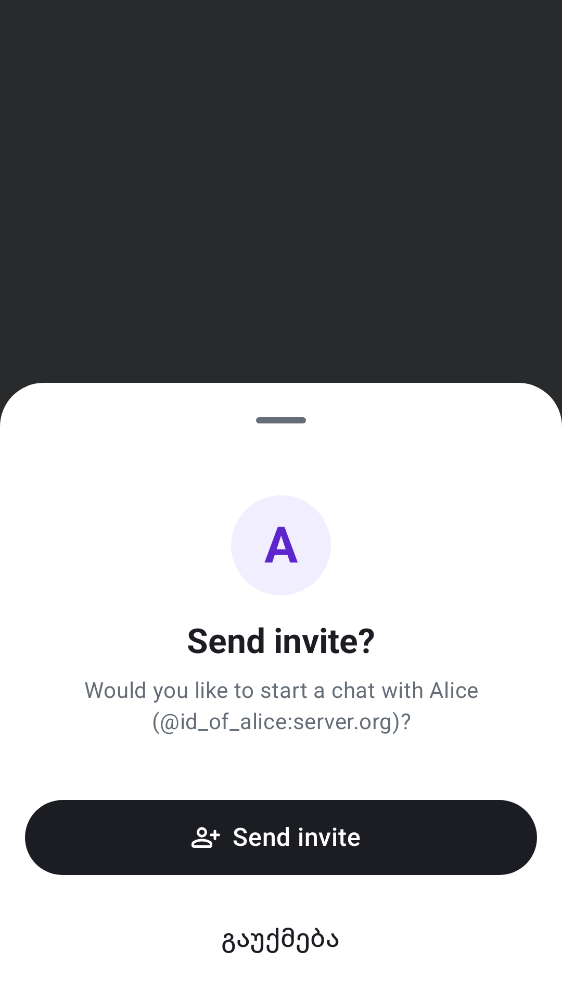 A
Send invite?
Would you like to start a chat with Alice
(@id_of_alice:server.org)?
Send invite
გაუქმება